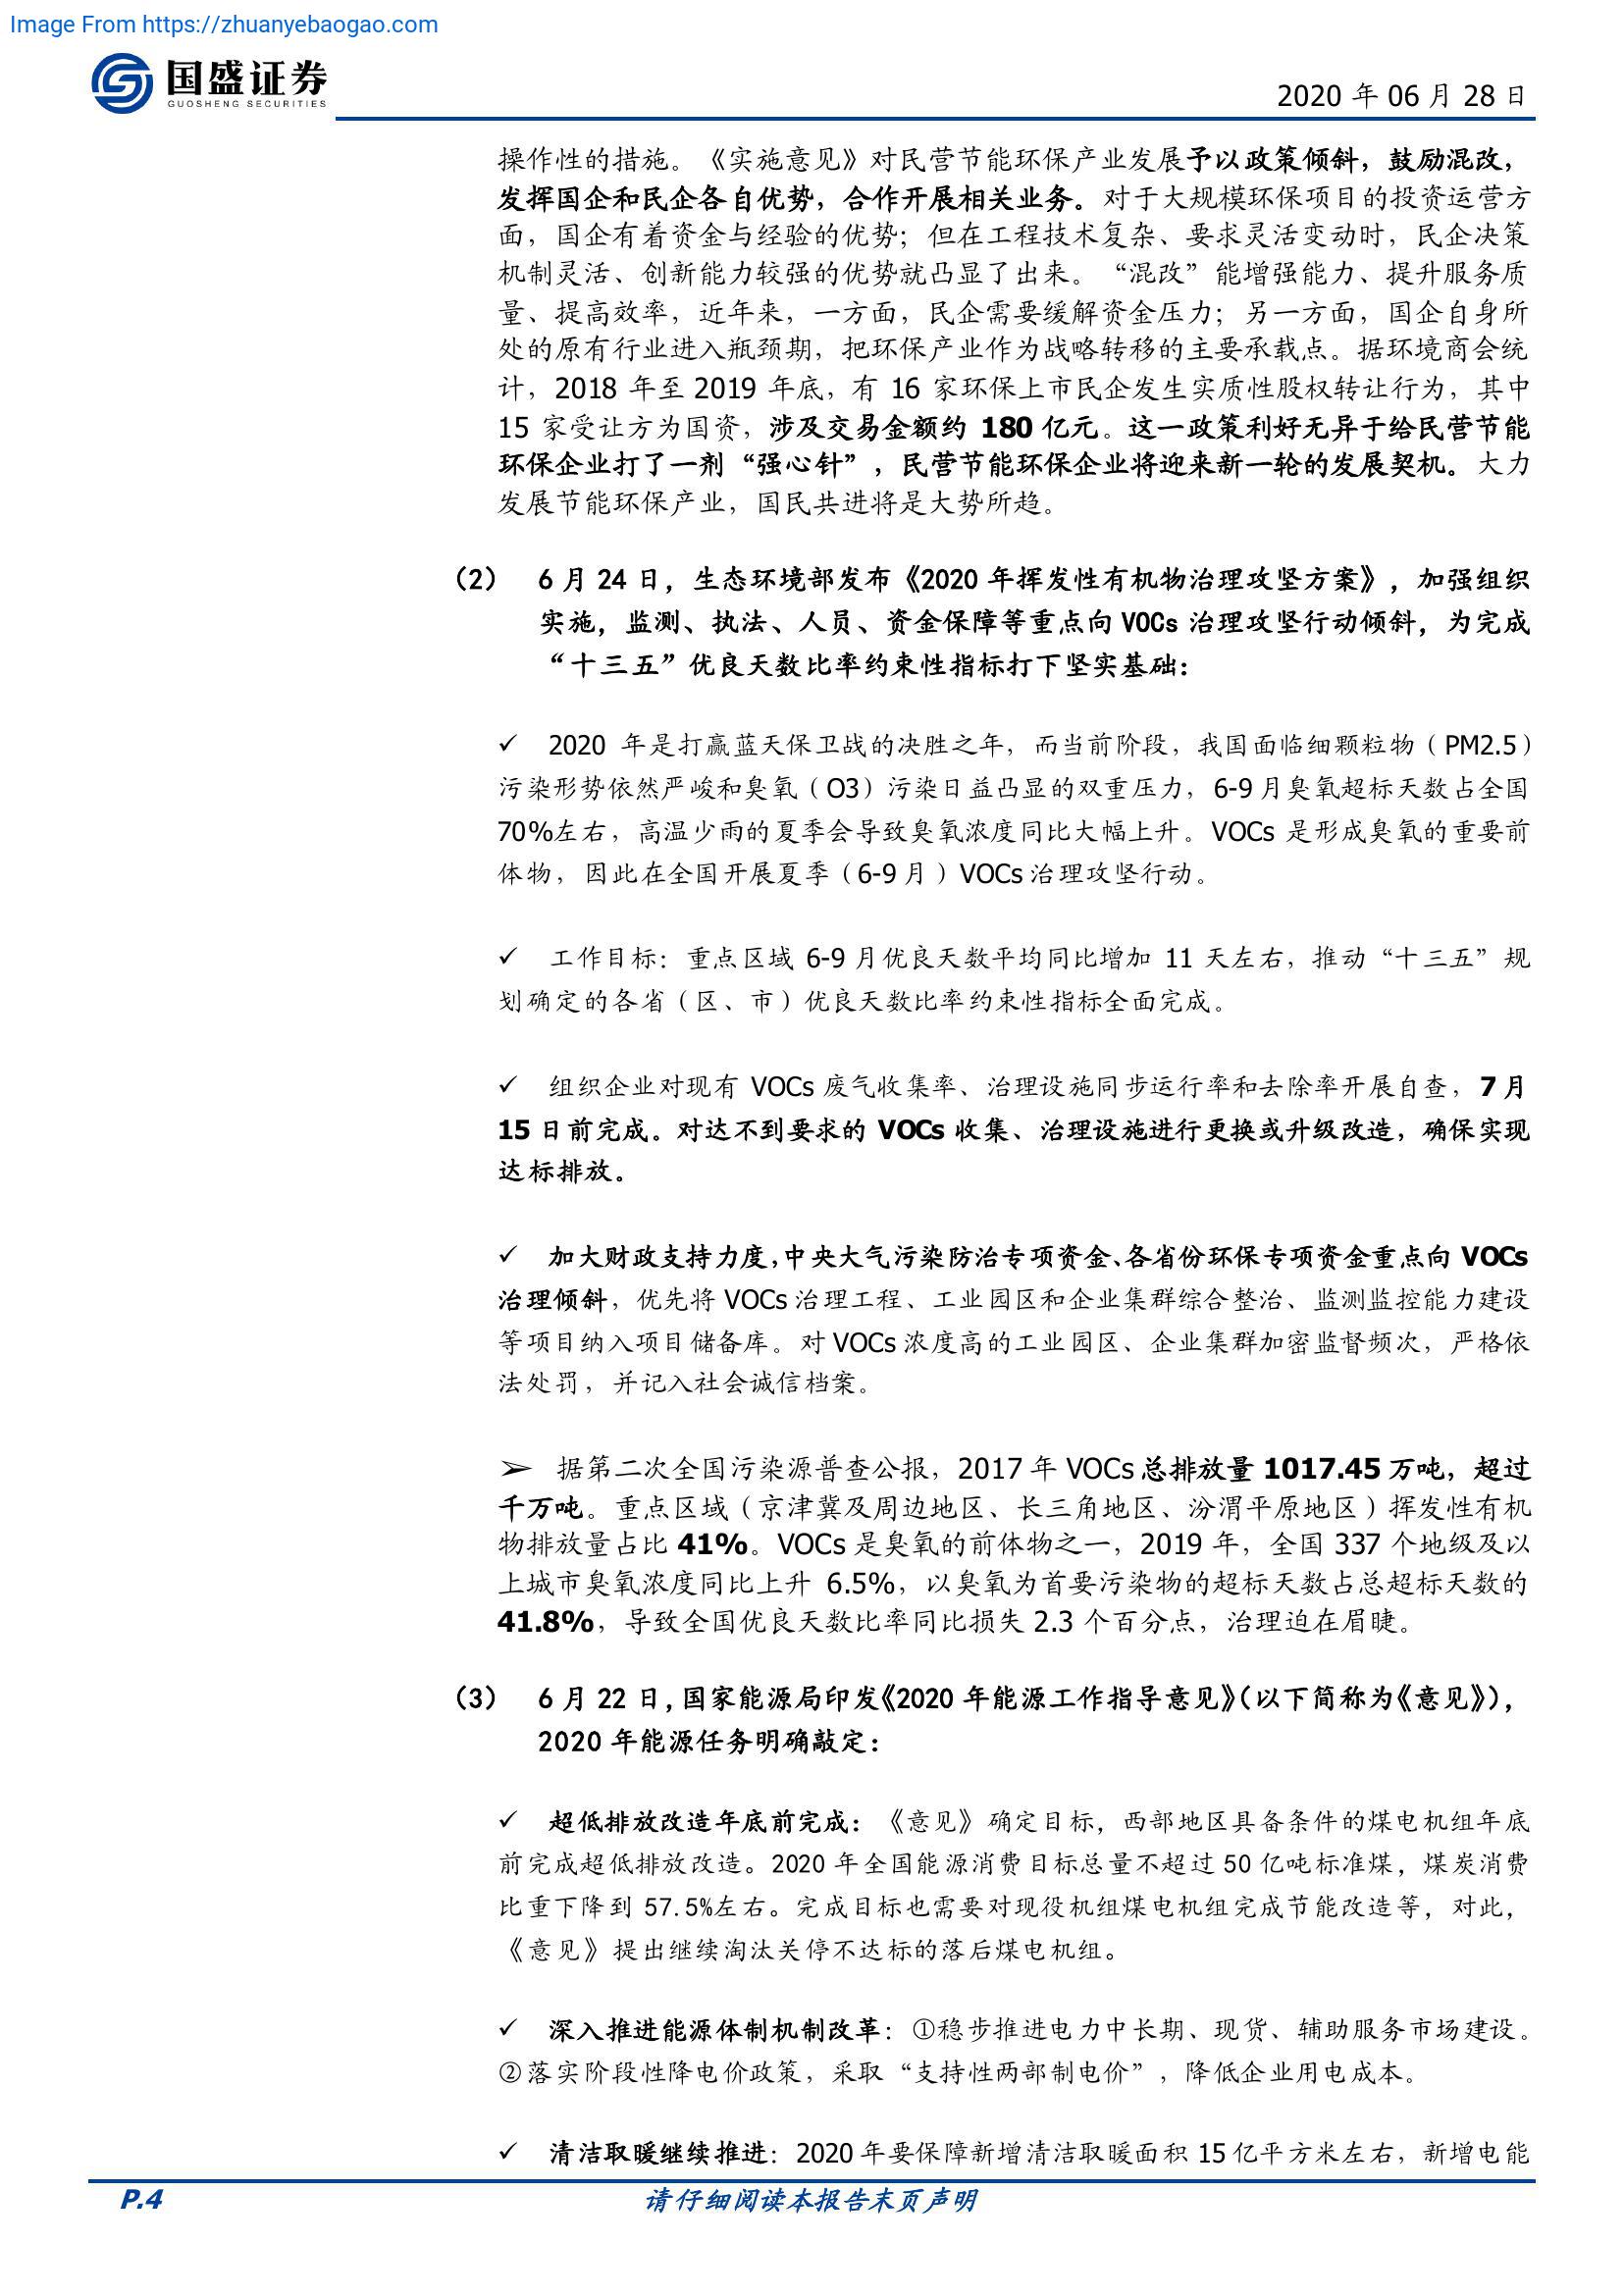 Image From https://zhuanyebaogao.com
国盛证券
GUOSHENG SECURITIES
2020 年 06 月 28 日
操作性的措施。《实施意见》对民营节能环保产业发展予以政策倾斜，鼓励混改，
发挥国企和民企各自优势，合作开展相关业务。对于大规模环保项目的投资运营方
面，国企有着资金与经验的优势；但在工程技术复杂、要求灵活变动时，民企决策
机制灵活、创新能力较强的优势就凸显了出来。“混改”能增强能力、提升服务质
量、提高效率，近年来，一方面，民企需要缓解资金压力；另一方面，国企自身所
处的原有行业进入瓶颈期，把环保产业作为战略转移的主要承载点。据环境商会统
计，2018 年至 2019 年底，有 16 家环保上市民企发生实质性股权转让行为，其中
15 家受让方为国资，涉及交易金额约 180 亿元。这一政策利好无异于给民营节能
环保企业打了一剂“强心针”，民营节能环保企业将迎来新一轮的发展契机。大力
发展节能环保产业，国民共进将是大势所趋。
（2） 6 月 24 日，生态环境部发布《2020 年挥发性有机物治理攻坚方案》，加强组织
实施，监测、执法、人员、资金保障等重点向 VOCs 治理攻坚行动倾斜，为完成
“十三五”优良天数比率约束性指标打下坚实基础：
✓ 2020 年是打赢蓝天保卫战的决胜之年，而当前阶段，我国面临细颗粒物（PM2.5）
污染形势依然严峻和臭氧（O3）污染日益凸显的双重压力，6-9 月臭氧超标天数占全国
70%左右，高温少雨的夏季会导致臭氧浓度同比大幅上升。VOCs 是形成臭氧的重要前
体物，因此在全国开展夏季（6-9 月）VOCs 治理攻坚行动。
✓ 工作目标：重点区域 6-9 月优良天数平均同比增加 11 天左右，推动“十三五”规
划确定的各省（区、市）优良天数比率约束性指标全面完成。
✓ 组织企业对现有 VOCs 废气收集率、治理设施同步运行率和去除率开展自查，7 月
15 日前完成。对达不到要求的 VOCs 收集、治理设施进行更换或升级改造，确保实现
达标排放。
✓ 加大财政支持力度，中央大气污染防治专项资金、各省份环保专项资金重点向 VOCs
治理倾斜，优先将 VOCs 治理工程、工业园区和企业集群综合整治、监测监控能力建设
等项目纳入项目储备库。对 VOCs 浓度高的工业园区、企业集群加密监督频次，严格依
法处罚，并记入社会诚信档案。
➢ 据第二次全国污染源普查公报，2017 年 VOCs 总排放量 1017.45 万吨，超过
千万吨。重点区域（京津冀及周边地区、长三角地区、汾渭平原地区）挥发性有机
物排放量占比 41%。VOCs 是臭氧的前体物之一，2019 年，全国 337 个地级及以
上城市臭氧浓度同比上升 6.5%，以臭氧为首要污染物的超标天数占总超标天数的
41.8%，导致全国优良天数比率同比损失 2.3 个百分点，治理迫在眉睫。
（3） 6 月 22 日，国家能源局印发《2020 年能源工作指导意见》（以下简称为《意见》），
2020 年能源任务明确敲定：
✓ 超低排放改造年底前完成：《意见》确定目标，西部地区具备条件的煤电机组年底
前完成超低排放改造。2020 年全国能源消费目标总量不超过 50 亿吨标准煤，煤炭消费
比重下降到 57.5%左右。完成目标也需要对现役机组煤电机组完成节能改造等，对此，
《意见》提出继续淘汰关停不达标的落后煤电机组。
✓ 深入推进能源体制机制改革：①稳步推进电力中长期、现货、辅助服务市场建设。
②落实阶段性降电价政策，采取“支持性两部制电价”，降低企业用电成本。
✓ 清洁取暖继续推进：2020 年要保障新增清洁取暖面积 15 亿平方米左右，新增电能
P.4
请仔细阅读本报告末页声明